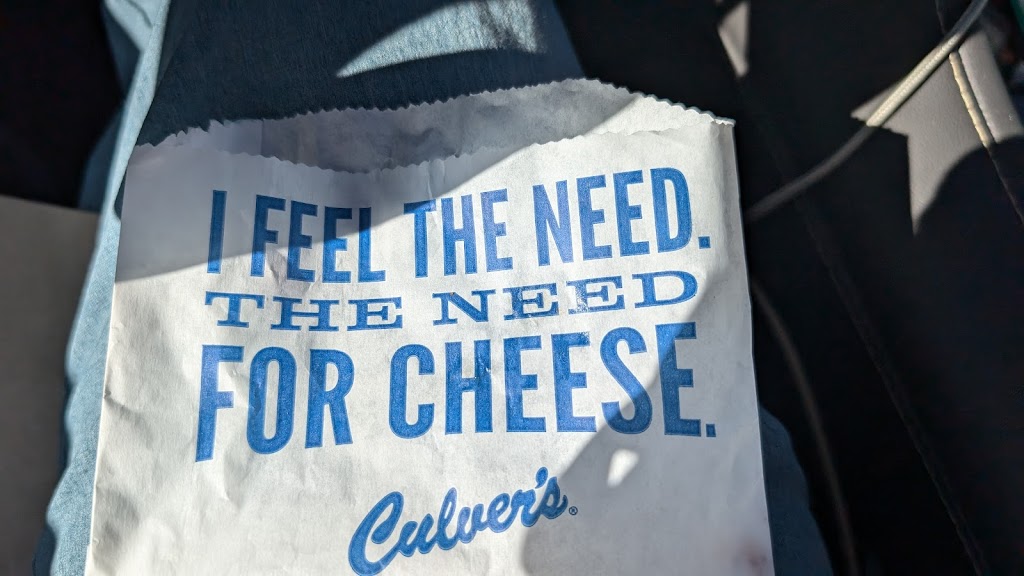 I FEEL THE NEED.
THE NEED
FOR CHEESE.
Culver's®